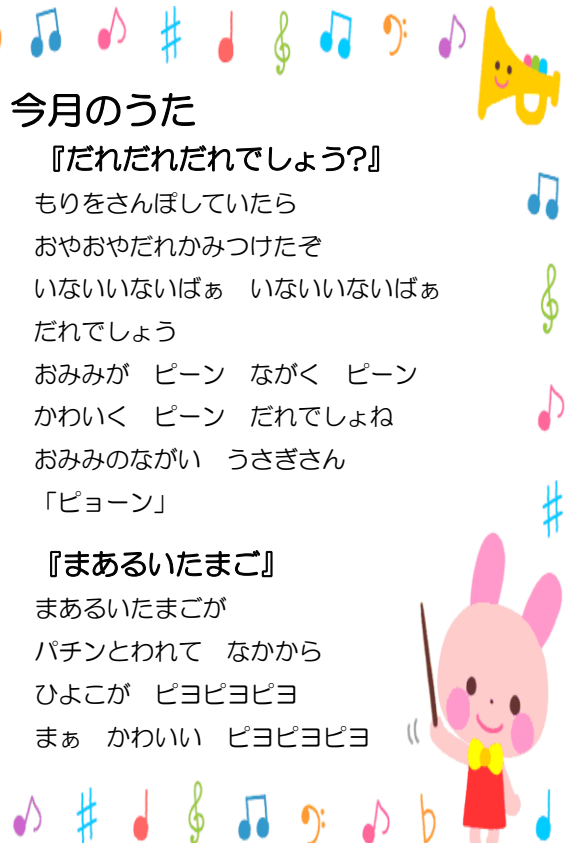 今月のうた
『だれだれだれでしょう?』
もりをさんぽしていたら
おやおやだれかみつけたぞ
いないいないばぁ　いないいないばぁ
だれでしょう
おみみが　ピーン　ながく　ピーン
かわいく　ピーン　だれでしょね
おみみのながい　うさぎさん
「ピョーン」
『まあるいたまご』
まあるいたまごが
パチンとわれて　なかから
ひよこが　ピヨピヨピヨ
まぁ　かわいい　ピヨピヨピヨ